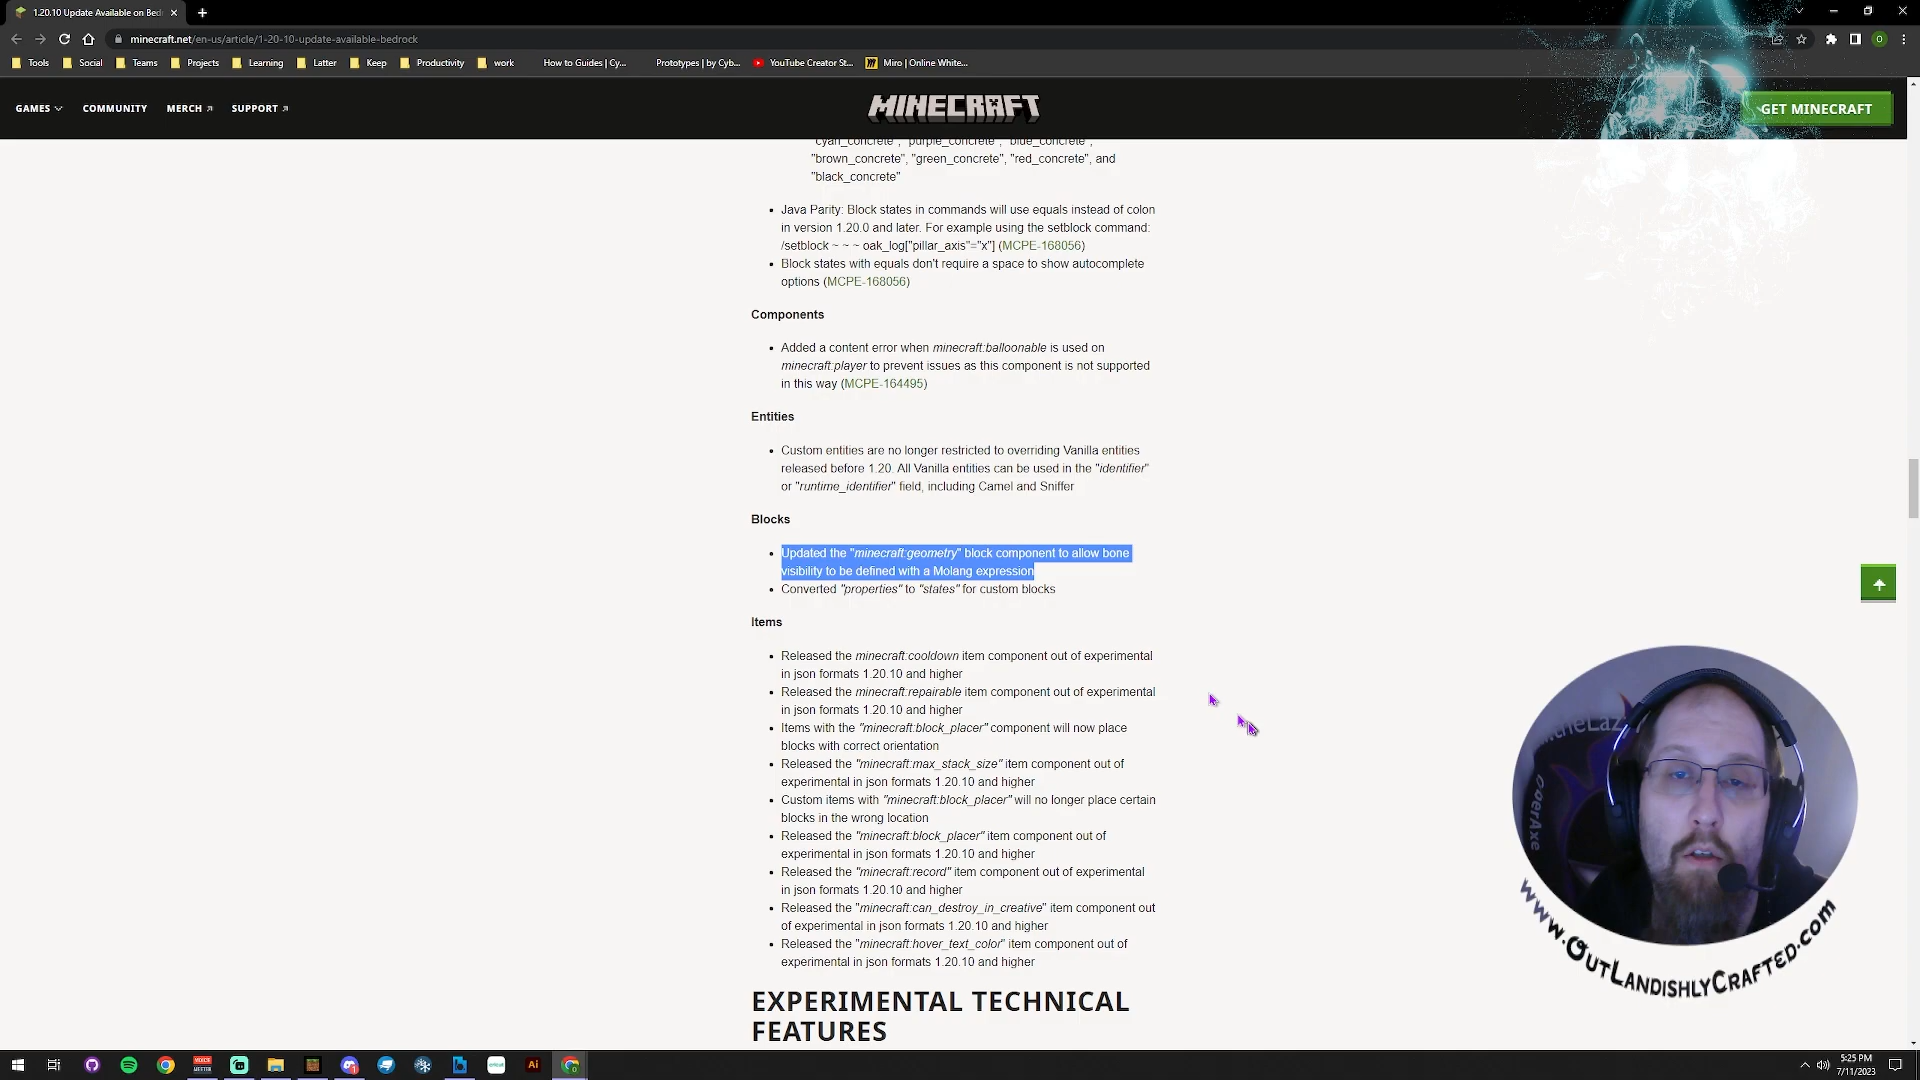 1.20.10 Update Available on Bed
minecraft.net/en-us/article/1-20-10-update-available-bedrock
Tools
Social
Teams
Projects
Learning
Latter
Keep
Productivity
work
How to Guides | Cy...
Prototypes | by Cyb...
YouTube Creator St...
Miro | Online White...
GAMES
COMMUNITY
MERCH
SUPPORT
MINECRAFT
GET MINECRAFT
"cyan_concrete", "purple_concrete", "blue_concrete",
"brown_concrete", "green_concrete", "red_concrete", and
"black_concrete"
• Java Parity: Block states in commands will use equals instead of colon
in version 1.20.0 and later. For example using the setblock command:
/setblock ~ ~ ~ oak_log["pillar_axis"="x"] (MCPE-168056)
• Block states with equals don't require a space to show autocomplete
options (MCPE-168056)
Components
• Added a content error when minecraft:balloonable is used on
minecraft:player to prevent issues as this component is not supported
in this way (MCPE-164495)
Entities
• Custom entities are no longer restricted to overriding Vanilla entities
released before 1.20. All Vanilla entities can be used in the "identifier"
or "runtime_identifier" field, including Camel and Sniffer
Blocks
• Updated the "minecraft:geometry" block component to allow bone
visibility to be defined with a Molang expression
• Converted "properties" to "states" for custom blocks
Items
• Released the minecraft:cooldown item component out of experimental
in json formats 1.20.10 and higher
• Released the minecraft:repairable item component out of experimental
in json formats 1.20.10 and higher
• Items with the "minecraft:block_placer" component will now place
blocks with correct orientation
• Released the "minecraft:max_stack_size" item component out of
experimental in json formats 1.20.10 and higher
• Custom items with "minecraft:block_placer" will no longer place certain
blocks in the wrong location
• Released the "minecraft:block_placer" item component out of
experimental in json formats 1.20.10 and higher
• Released the "minecraft:record" item component out of experimental
in json formats 1.20.10 and higher
• Released the "minecraft:can_destroy_in_creative" item component out
of experimental in json formats 1.20.10 and higher
• Released the "minecraft:hover_text_color" item component out of
experimental in json formats 1.20.10 and higher
EXPERIMENTAL TECHNICAL
FEATURES
www.OutLandishlyCrafted.com
Ai
5:25 PM
7/11/2023